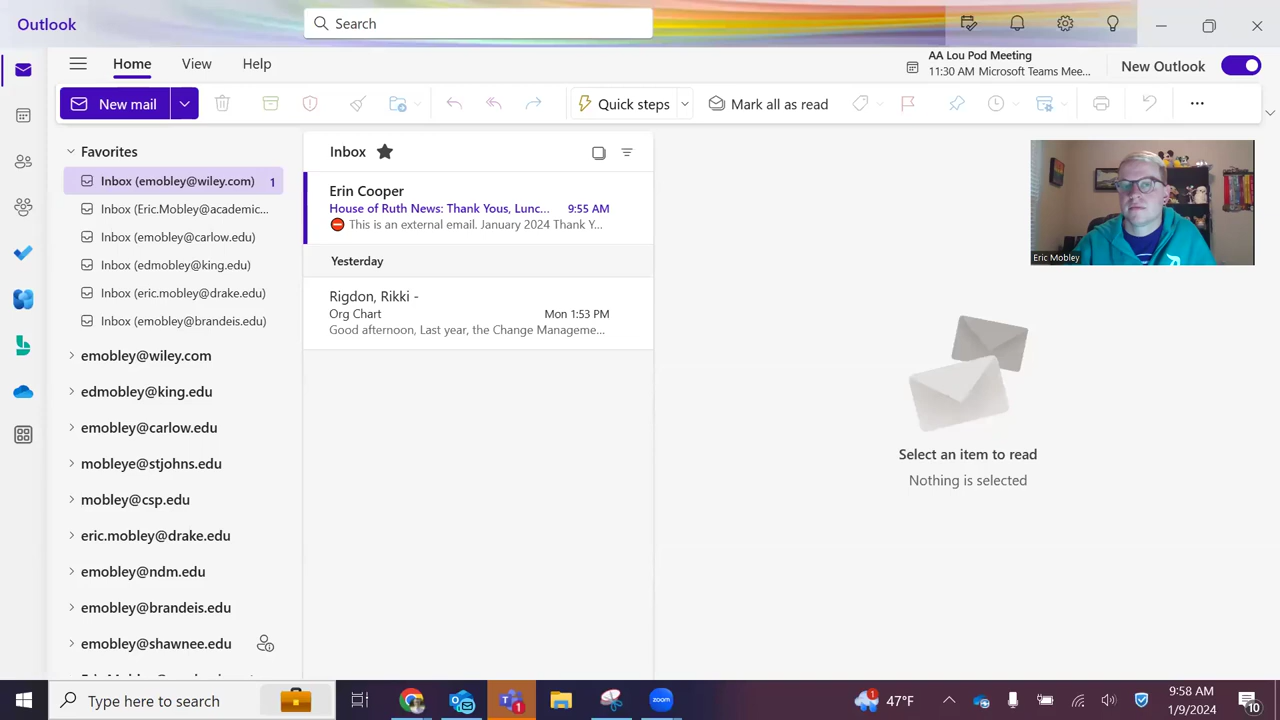 Outlook
Search
AA Lou Pod Meeting
11:30 AM Microsoft Teams Mee...
New Outlook
Home
View
Help
New mail
Quick steps
Mark all as read
Favorites
Inbox (emobley@wiley.com) 1
Inbox (Eric.Mobley@academic...
Inbox (emobley@carlow.edu)
Inbox (edmobley@king.edu)
Inbox (eric.mobley@drake.edu)
Inbox (emobley@brandeis.edu)
emobley@wiley.com
edmobley@king.edu
emobley@carlow.edu
mobleye@stjohns.edu
mobley@csp.edu
eric.mobley@drake.edu
emobley@ndm.edu
emobley@brandeis.edu
emobley@shawnee.edu
Inbox
Erin Cooper
House of Ruth News: Thank Yous, Lunc... 9:55 AM
This is an external email. January 2024 Thank Y...
Yesterday
Rigdon, Rikki -
Org Chart Mon 1:53 PM
Good afternoon, Last year, the Change Manageme...
Eric Mobley
Select an item to read
Nothing is selected
Type here to search
1
zoom
1
47°F
9:58 AM
1/9/2024
10